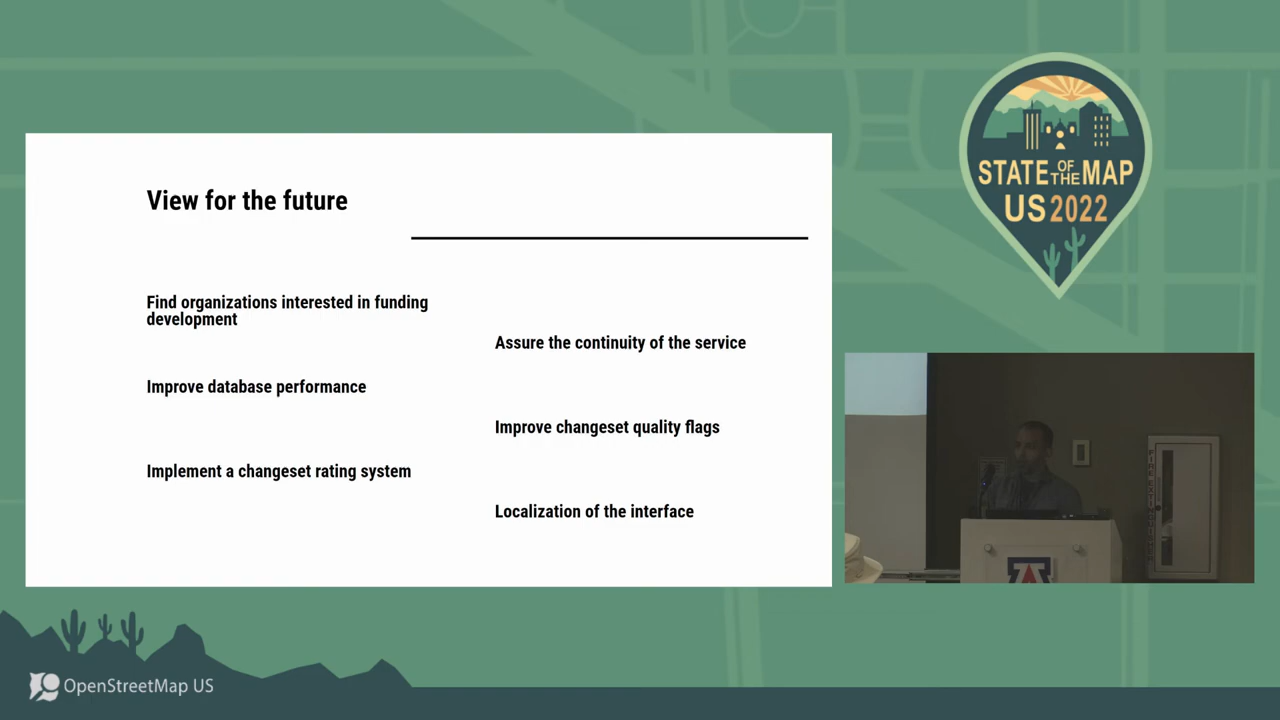 View for the future
Find organizations interested in funding
development
Assure the continuity of the service
Improve database performance
Improve changeset quality flags
Implement a changeset rating system
Localization of the interface
STATE OF THE MAP
US 2022
FIRE EXTINGUISHER
A
OpenStreetMap US